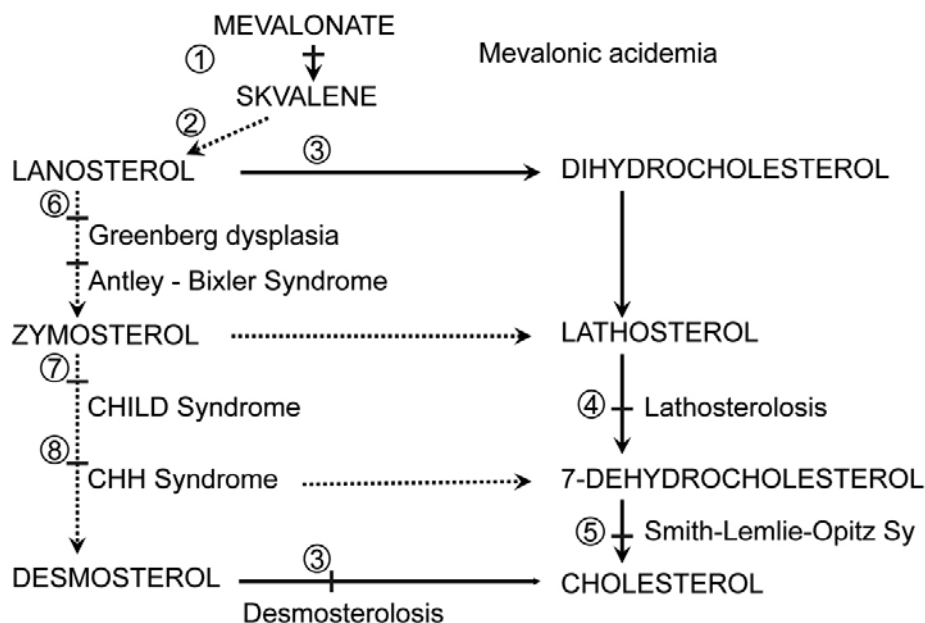 MEVALONATE
① Mevalonic acidemia
SKVALENE
②
LANOSTEROL ③ DIHYDROCHOLESTEROL
⑥
Greenberg dysplasia
Antley - Bixler Syndrome
ZYMOSTEROL LATHOSTEROL
⑦
CHILD Syndrome ④ Lathosterolosis
⑧
CHH Syndrome 7-DEHYDROCHOLESTEROL
⑤ Smith-Lemlie-Opitz Sy
DESMOSTEROL ③ CHOLESTEROL
Desmosterolosis